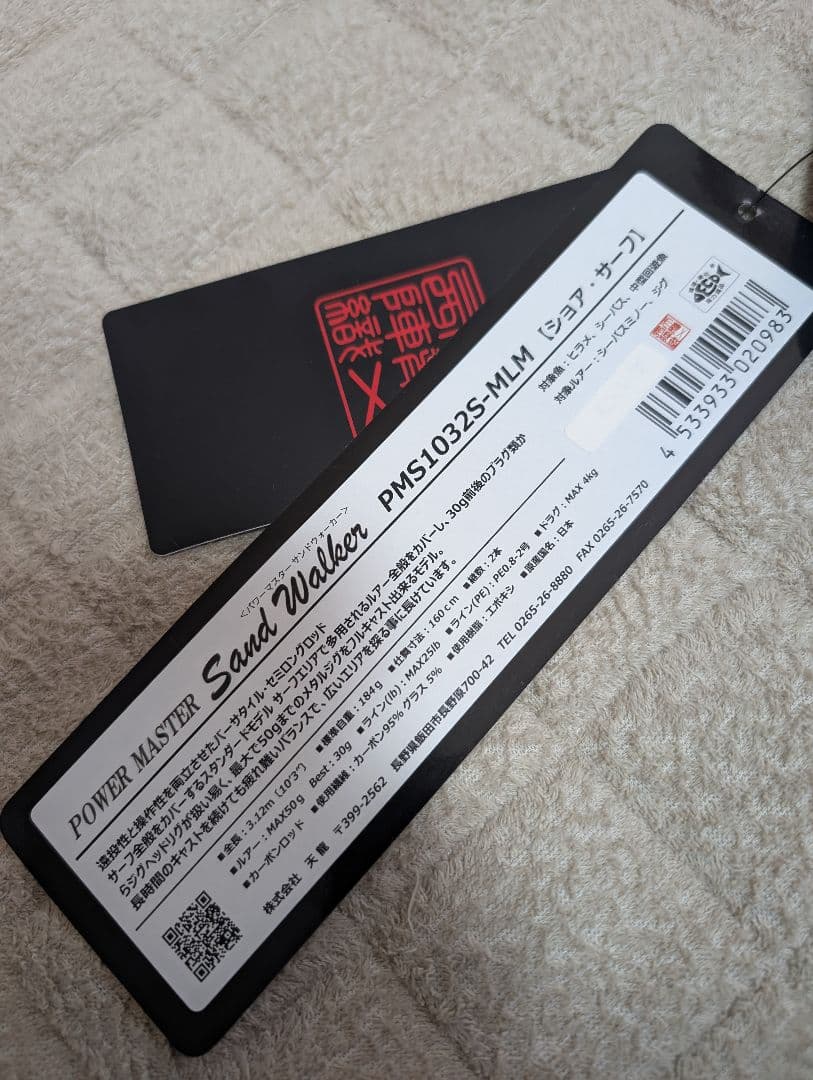 <パワーマスターサンドウォーカー>
POWER MASTER Sand Walker PMS1032S-MLM [ショア・サーフ]
遠投性と操作性を両立させたバーサタイル・セミロングロッド
サーフ全般をカバーするスタンダードモデル サーフエリアで多用されるルアー全般をカバーし、30g前後のプラグ類か
らジグヘッドリグが扱い易く、最大で50gまでのメタルジグをフルキャスト出来るモデル。
長時間のキャストを続けても疲れ難いバランスで、広いエリアを探る事に長けています。
対象魚：ヒラメ、シーバス、中型回遊魚
対象ルアー：シーバスミノー、ジグ
■全長：3.12m [10'3"] ■標準自重：184g ■仕舞寸法：160cm ■継数：2本
■ルアー：MAX50g Best：30g ■ライン(lb)：MAX25lb ■ライン(PE)：PE0.8-2号 ■ドラグ：MAX 4kg
■カーボンロッド ■使用繊維：カーボン95% グラス 5% ■使用樹脂：エポキシ ■原産国名：日本
株式会社 天龍 〒399-2562 長野県飯田市長野原700-42 TEL 0265-26-8880 FAX 0265-26-7570
4 533933 020983
ECO